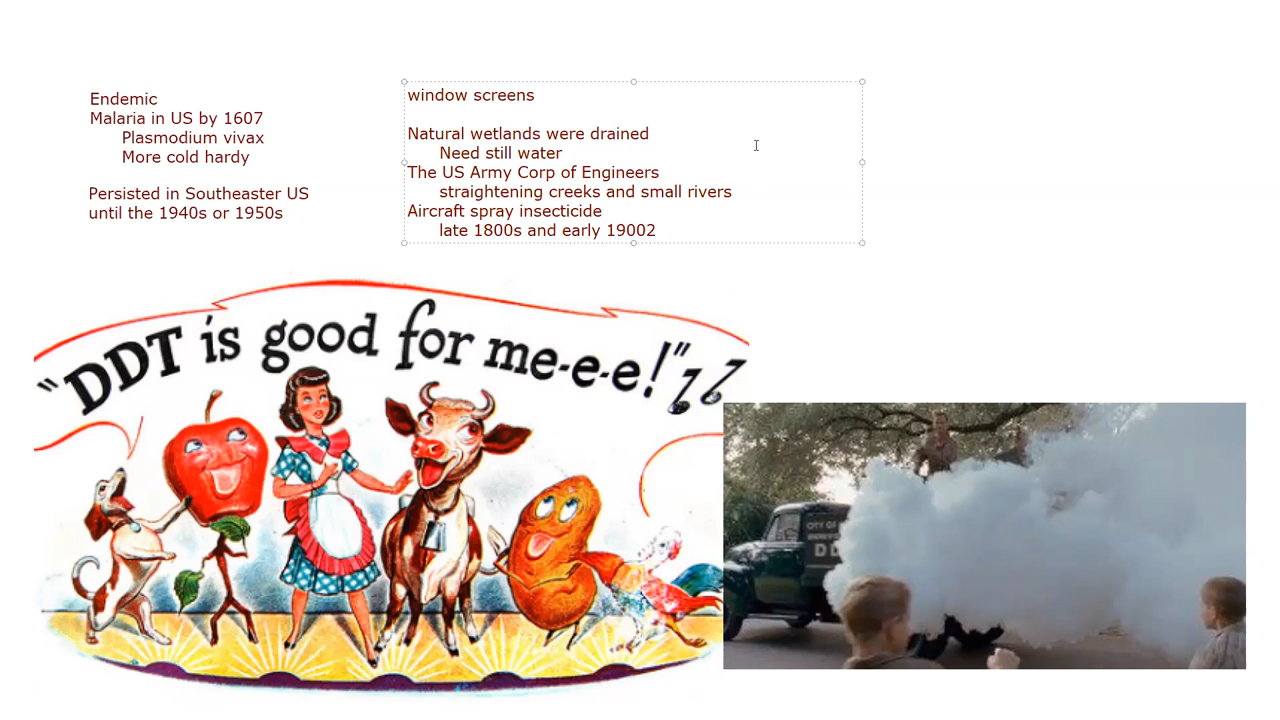 Endemic
Malaria in US by 1607
Plasmodium vivax
More cold hardy
Persisted in Southeaster US
until the 1940s or 1950s
window screens
Natural wetlands were drained
Need still water
The US Army Corp of Engineers
straightening creeks and small rivers
Aircraft spray insecticide
late 1800s and early 19002
"DDT is good for me-e-e!"
CITY OF